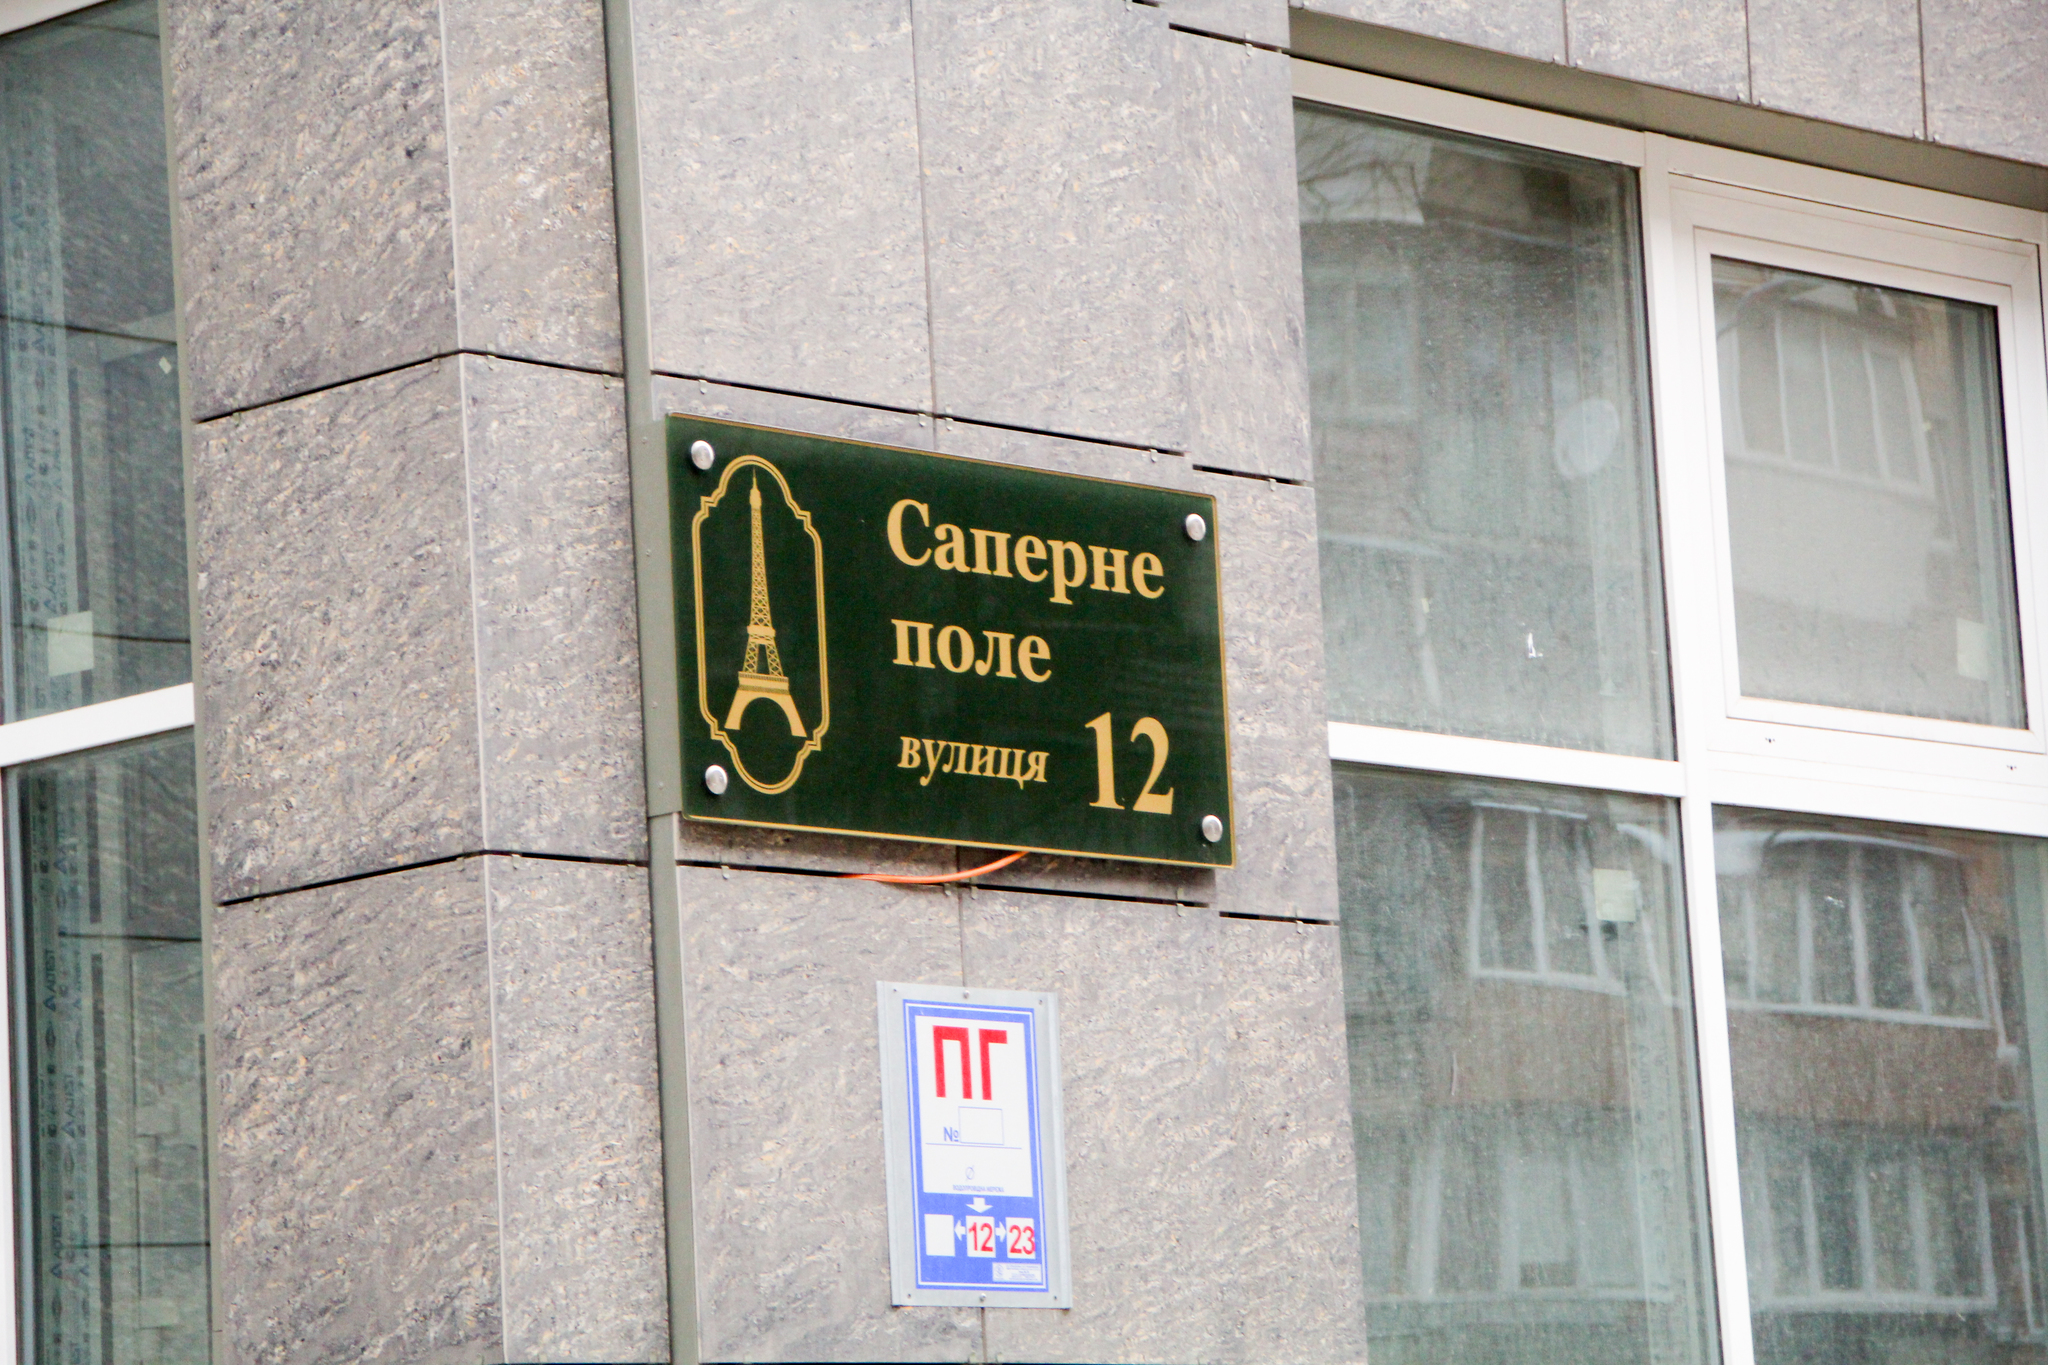 Саперне
поле
вулиця 12
ПГ
№
Ø
12 23